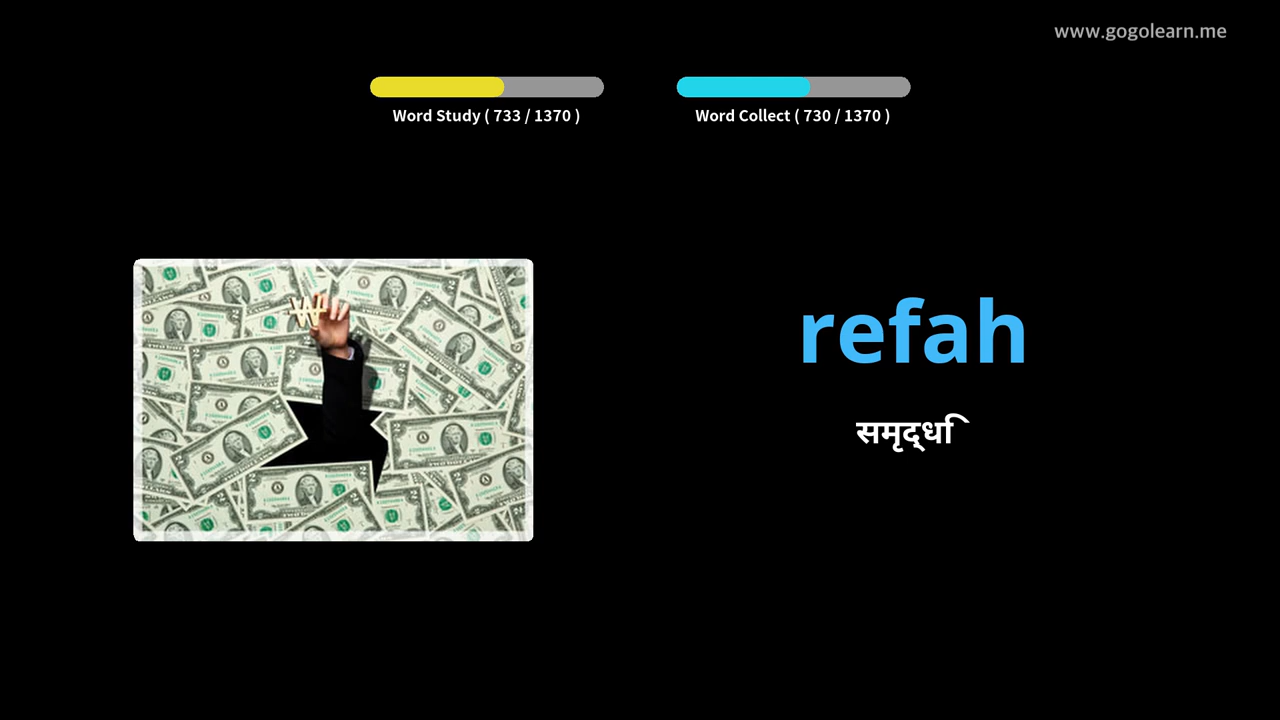 www.gogolearn.me
Word Study ( 733 / 1370 )
Word Collect ( 730 / 1370 )
refah
समृद्धि